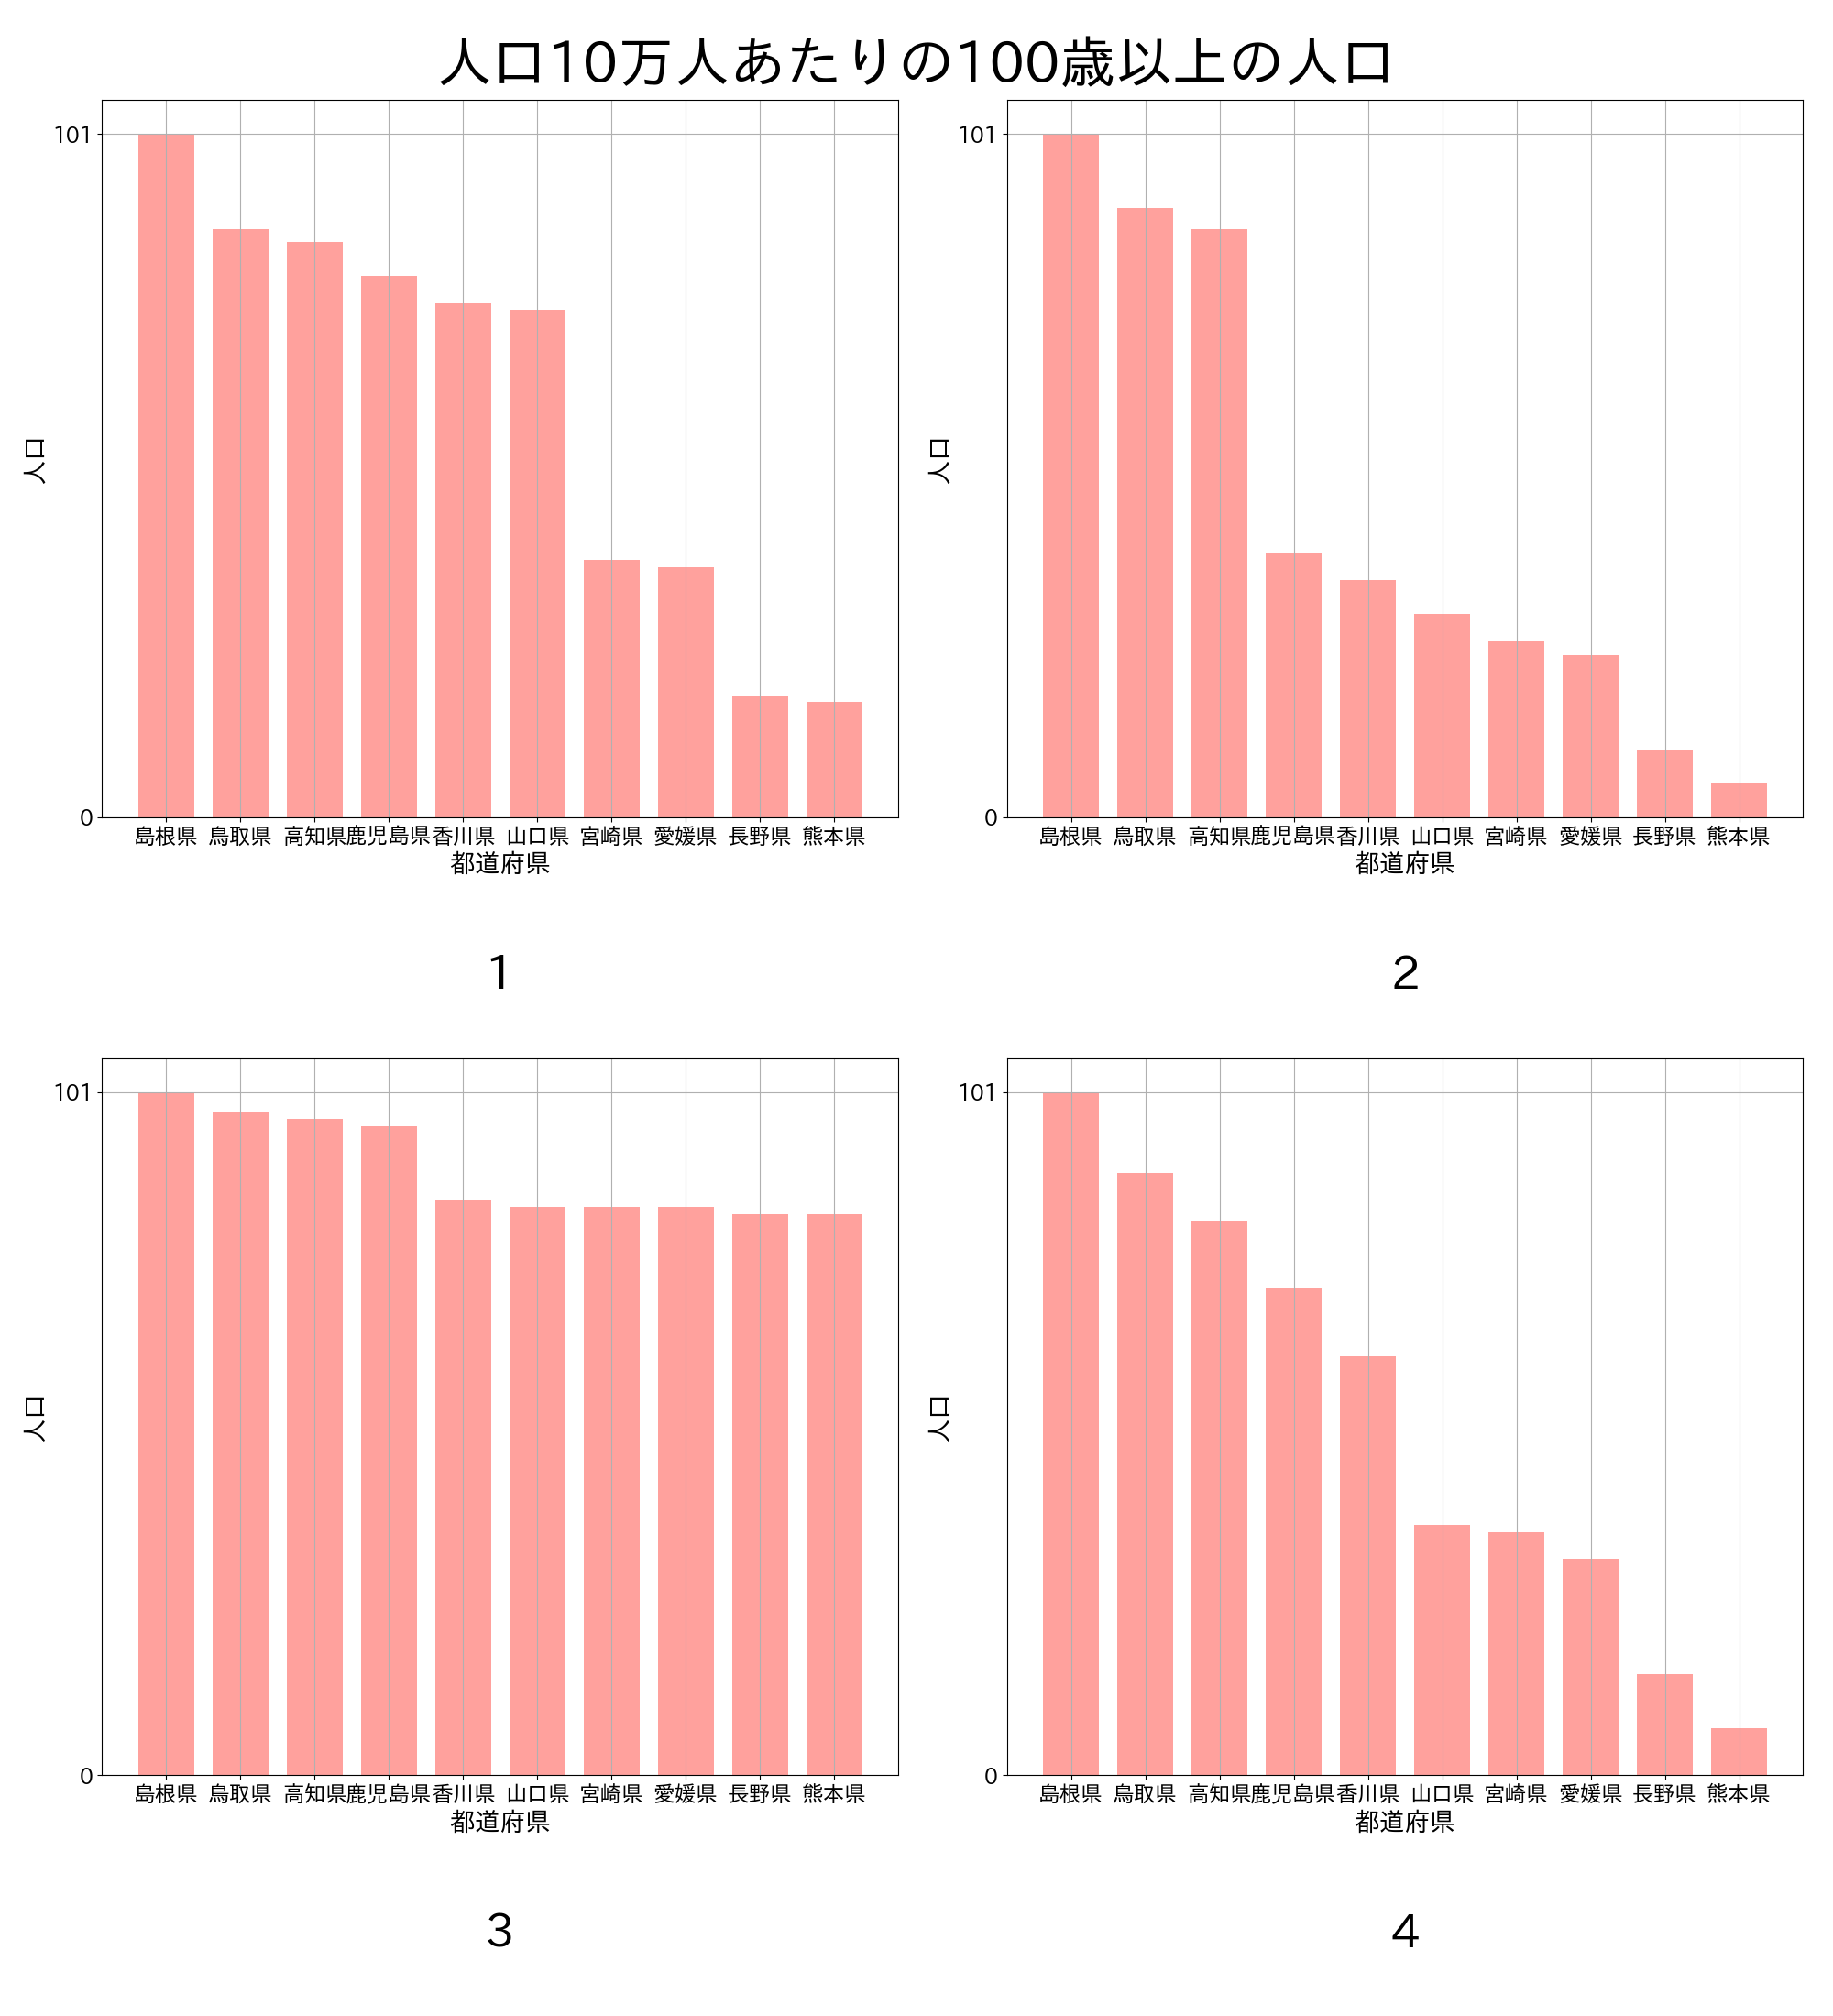 人口10万人あたりの100歳以上の人口
101
0
人口
島根県 鳥取県 高知県 鹿児島県 香川県 山口県 宮崎県 愛媛県 長野県 熊本県
都道府県
1
101
0
人口
島根県 鳥取県 高知県 鹿児島県 香川県 山口県 宮崎県 愛媛県 長野県 熊本県
都道府県
2
101
0
人口
島根県 鳥取県 高知県 鹿児島県 香川県 山口県 宮崎県 愛媛県 長野県 熊本県
都道府県
3
101
0
人口
島根県 鳥取県 高知県 鹿児島県 香川県 山口県 宮崎県 愛媛県 長野県 熊本県
都道府県
4